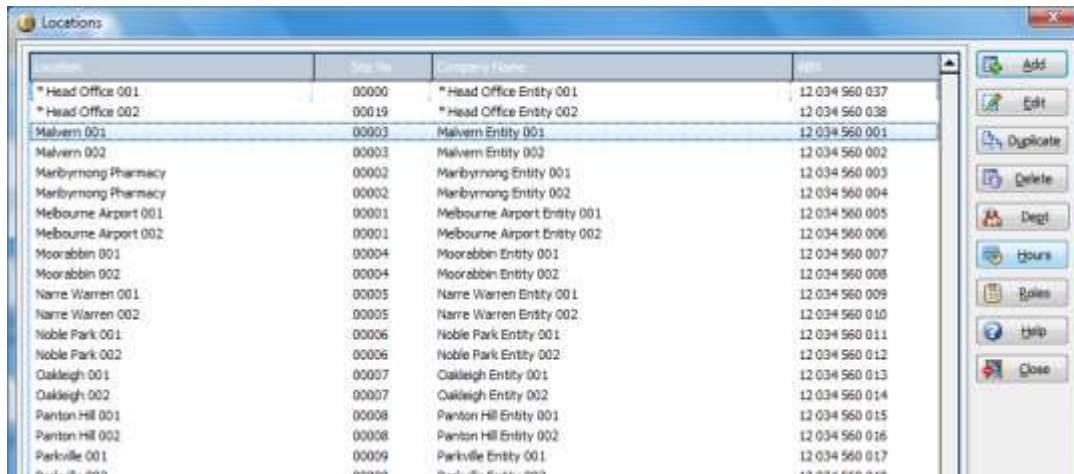 Locations
Location Site No Company Name ABN
* Head Office 001 00000 * Head Office Entity 001 12 034 560 037
* Head Office 002 00019 * Head Office Entity 002 12 034 560 038
Malvern 001 00003 Malvern Entity 001 12 034 560 001
Malvern 002 00003 Malvern Entity 002 12 034 560 002
Maribyrnong Pharmacy 00002 Maribyrnong Entity 001 12 034 560 003
Maribyrnong Pharmacy 00002 Maribyrnong Entity 002 12 034 560 004
Melbourne Airport 001 00001 Melbourne Airport Entity 001 12 034 560 005
Melbourne Airport 002 00001 Melbourne Airport Entity 002 12 034 560 006
Moorabbin 001 00004 Moorabbin Entity 001 12 034 560 007
Moorabbin 002 00004 Moorabbin Entity 002 12 034 560 008
Narre Warren 001 00005 Narre Warren Entity 001 12 034 560 009
Narre Warren 002 00005 Narre Warren Entity 002 12 034 560 010
Noble Park 001 00006 Noble Park Entity 001 12 034 560 011
Noble Park 002 00006 Noble Park Entity 002 12 034 560 012
Oakleigh 001 00007 Oakleigh Entity 001 12 034 560 013
Oakleigh 002 00007 Oakleigh Entity 002 12 034 560 014
Panton Hill 001 00008 Panton Hill Entity 001 12 034 560 015
Panton Hill 002 00008 Panton Hill Entity 002 12 034 560 016
Parkville 001 00009 Parkville Entity 001 12 034 560 017
Add
Edit
Duplicate
Delete
Dept
Hours
Roles
Help
Close